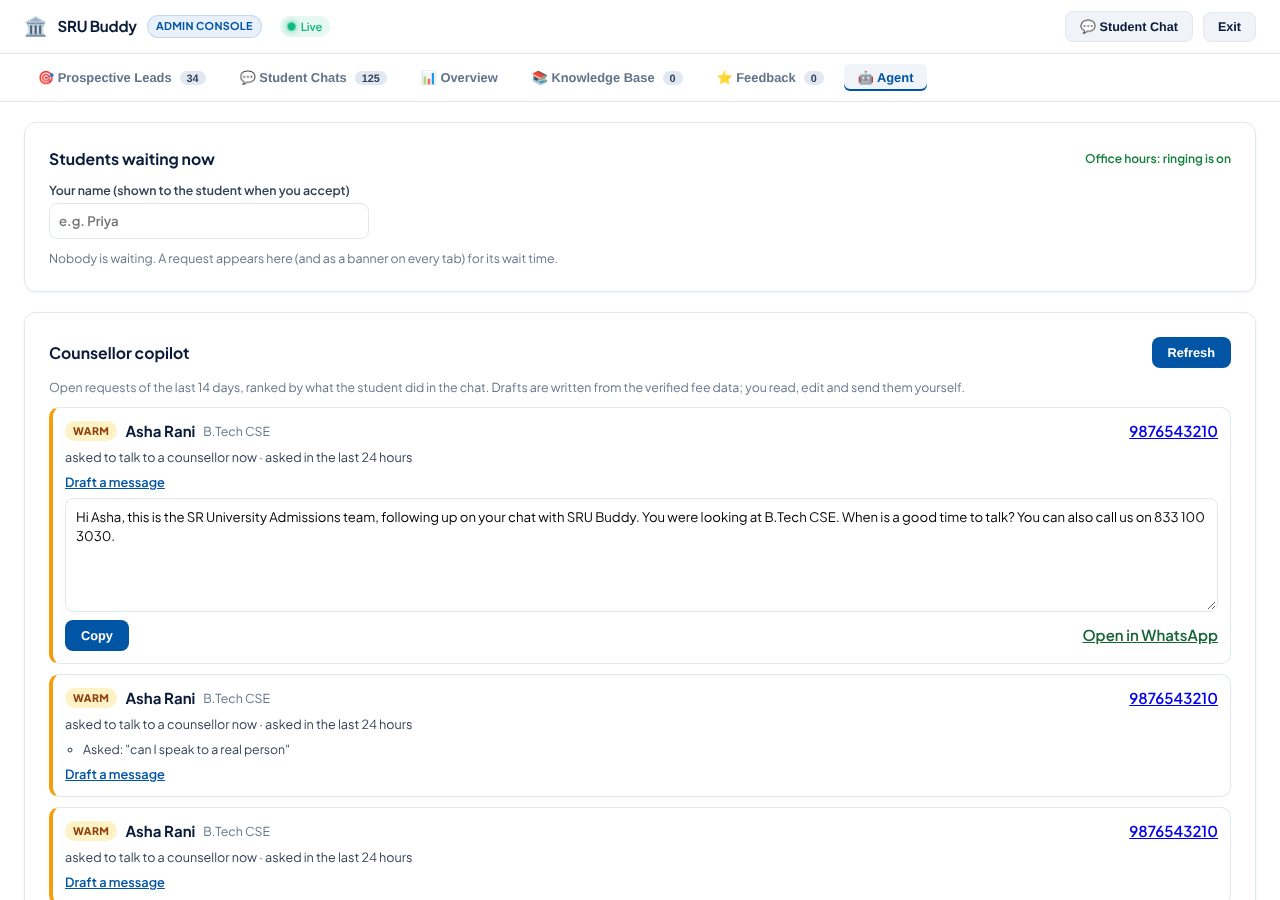 🏛️ SRU Buddy ADMIN CONSOLE Live 💬 Student Chat Exit
🎯 Prospective Leads 34 💬 Student Chats 125 📊 Overview 📚 Knowledge Base 0 ⭐ Feedback 0 🤖 Agent
Students waiting now Office hours: ringing is on
Your name (shown to the student when you accept)
e.g. Priya
Nobody is waiting. A request appears here (and as a banner on every tab) for its wait time.
Counsellor copilot Refresh
Open requests of the last 14 days, ranked by what the student did in the chat. Drafts are written from the verified fee data; you read, edit and send them yourself.
WARM Asha Rani B.Tech CSE 9876543210
asked to talk to a counsellor now · asked in the last 24 hours
Draft a message
Hi Asha, this is the SR University Admissions team, following up on your chat with SRU Buddy. You were looking at B.Tech CSE. When is a good time to talk? You can also call us on 833 100
3030.
Copy Open in WhatsApp
WARM Asha Rani B.Tech CSE 9876543210
asked to talk to a counsellor now · asked in the last 24 hours
Asked: "can I speak to a real person"
Draft a message
WARM Asha Rani B.Tech CSE 9876543210
asked to talk to a counsellor now · asked in the last 24 hours
Draft a message